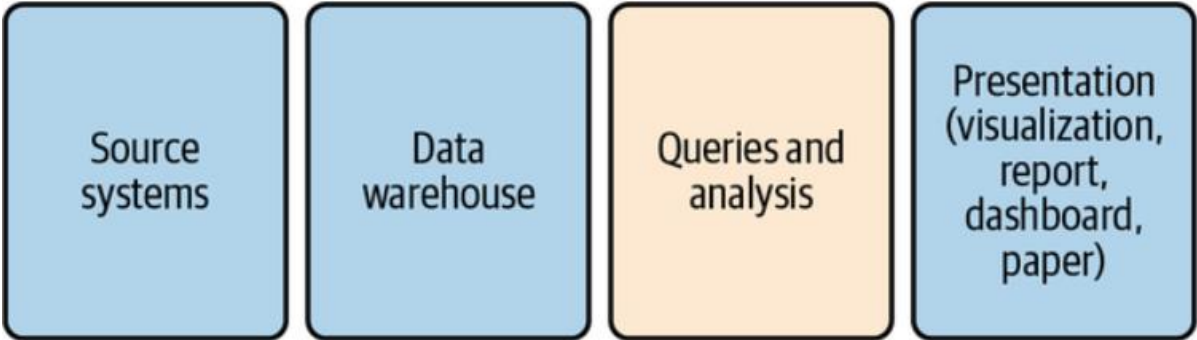 Source
systems
Data
warehouse
Queries and
analysis
Presentation
(visualization,
report,
dashboard,
paper)